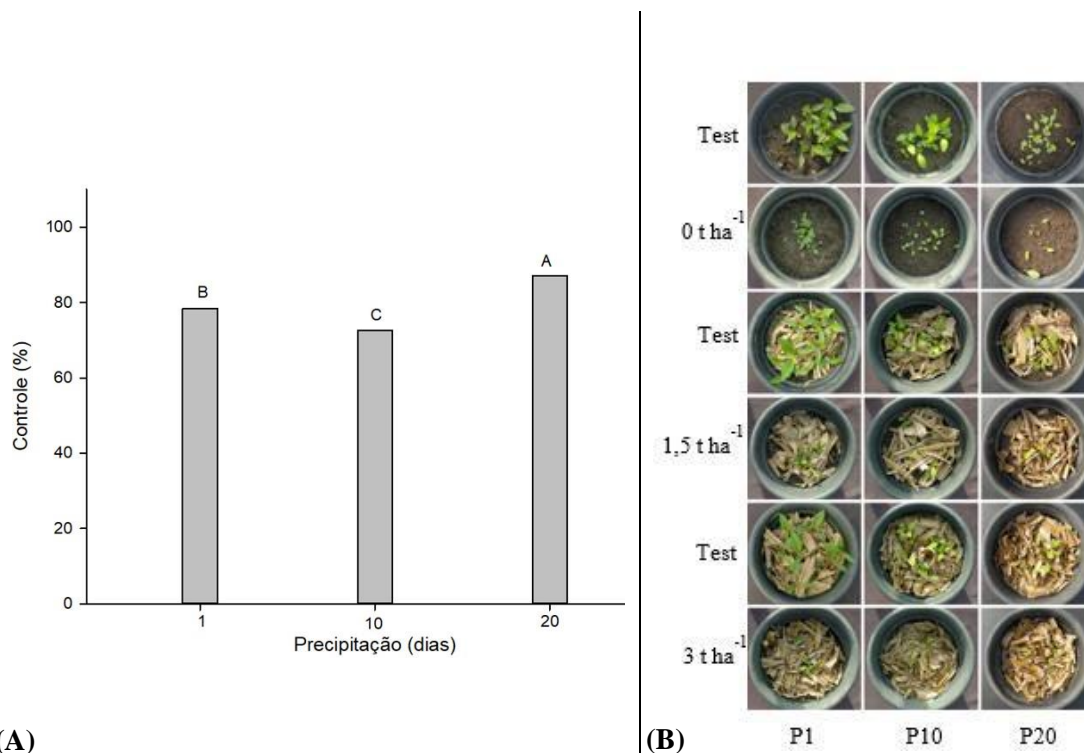 100
80
60
40
20
0
Controle (%)
B
C
A
1
10
20
Precipitação (dias)
(A)
Test
0 t ha⁻¹
Test
1,5 t ha⁻¹
Test
3 t ha⁻¹
(B)
P1
P10
P20